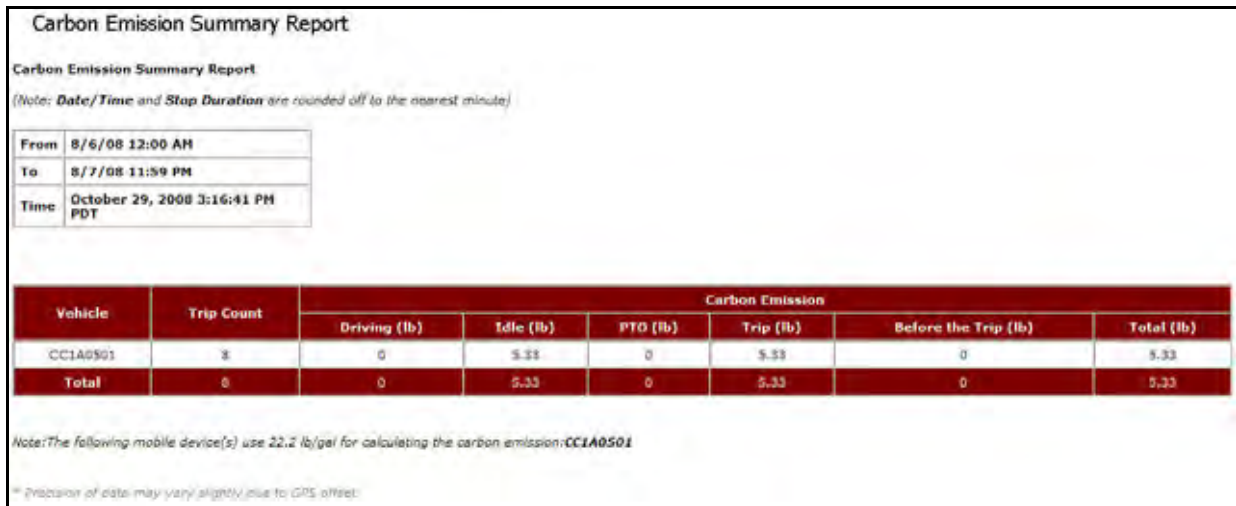 Carbon Emission Summary Report
Carbon Emission Summary Report
(Note: Date/Time and Stop Duration are rounded off to the nearest minute)
From 8/6/08 12:00 AM
To 8/7/08 11:59 PM
Time October 29, 2008 3:16:41 PM
PDT
Vehicle Trip Count Carbon Emission
Driving (lb) Idle (lb) PTO (lb) Trip (lb) Before the Trip (lb) Total (lb)
CC1A0501 8 0 5.33 0 5.33 0 5.33
Total 8 0 5.33 0 5.33 0 5.33
Note:The following mobile device(s) use 22.2 lb/gal for calculating the carbon emission:CC1A0501
* Precision of data may vary slightly due to GPS offset.